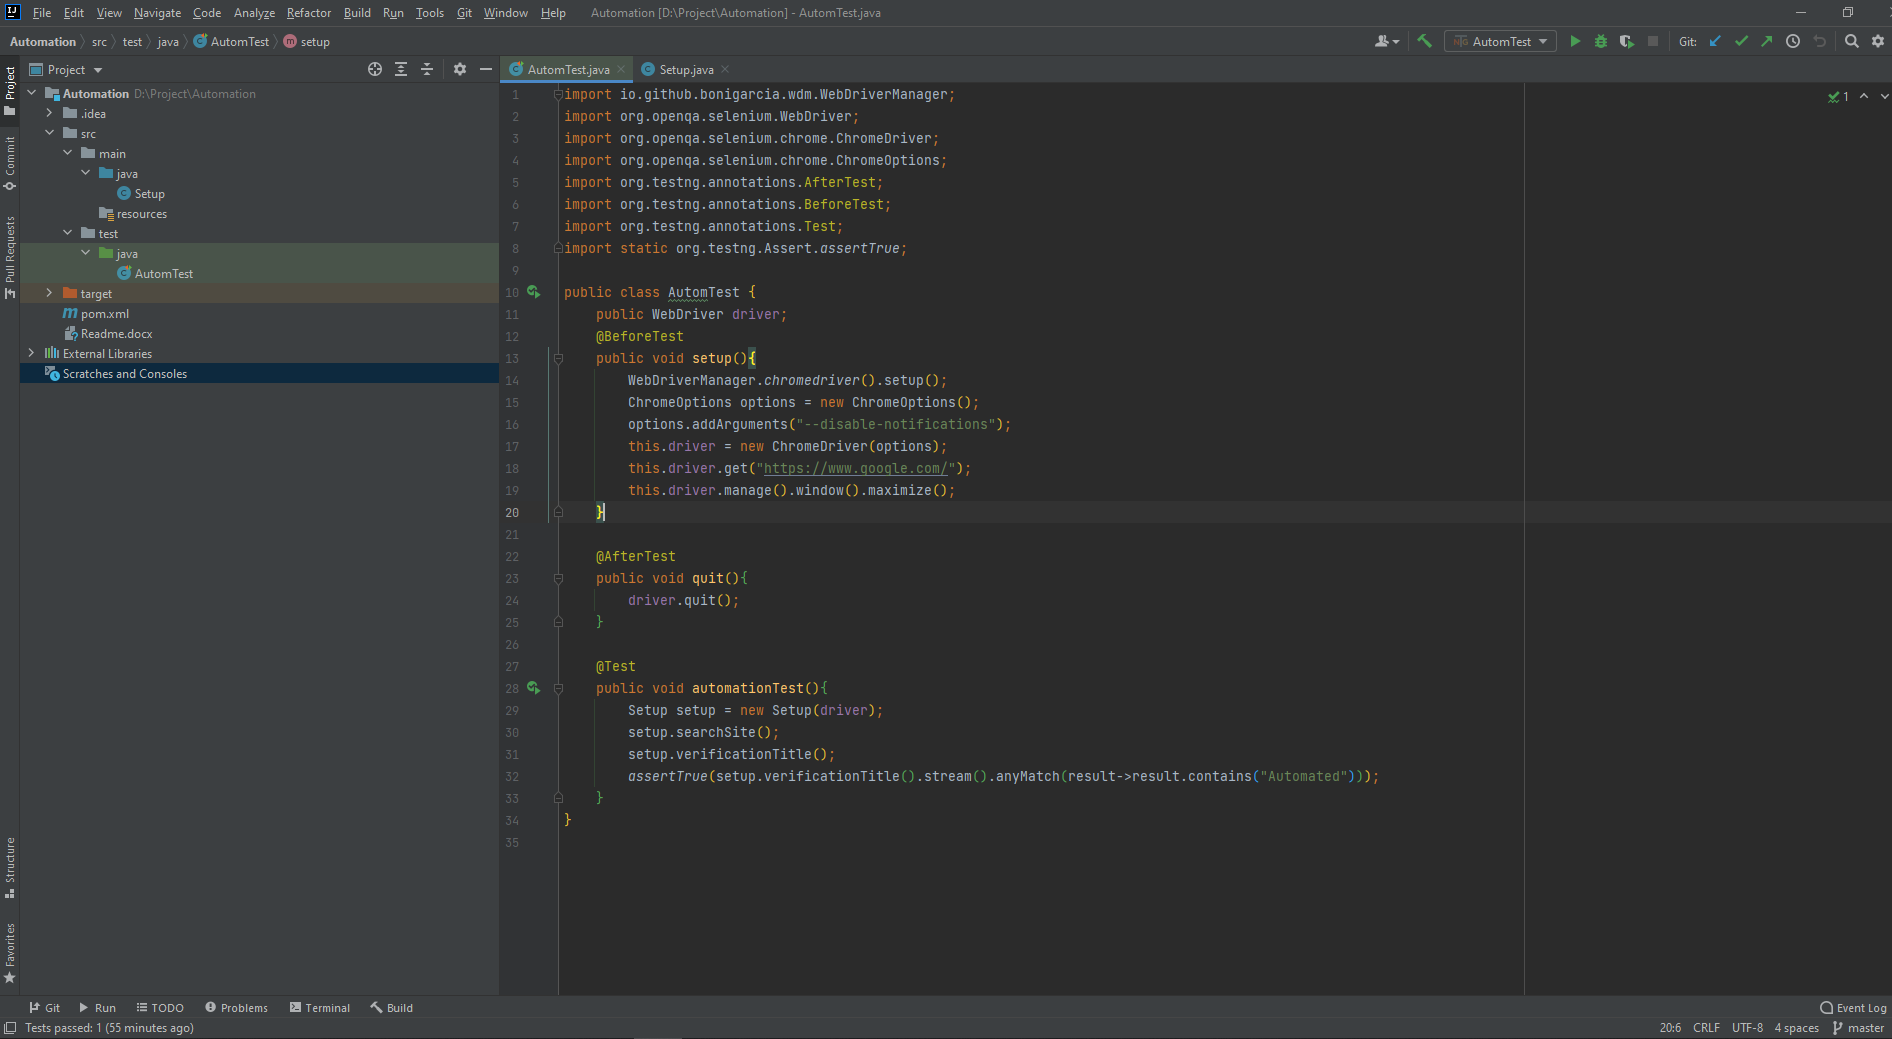 File Edit View Navigate Code Analyze Refactor Build Run Tools Git Window Help Automation [D:\Project\Automation] - AutomTest.java
Automation src test java AutomTest setup AutomTest Git:
Project
AutomTest.java Setup.java
Automation D:\Project\Automation
.idea
src
main
java
Setup
resources
test
java
AutomTest
target
pom.xml
Readme.docx
External Libraries
Scratches and Consoles
Project
Commit
Pull Requests
Structure
Favorites
1 import io.github.bonigarcia.wdm.WebDriverManager;
2 import org.openqa.selenium.WebDriver;
3 import org.openqa.selenium.chrome.ChromeDriver;
4 import org.openqa.selenium.chrome.ChromeOptions;
5 import org.testng.annotations.AfterTest;
6 import org.testng.annotations.BeforeTest;
7 import org.testng.annotations.Test;
8 import static org.testng.Assert.assertTrue;
9
10 public class AutomTest {
11 public WebDriver driver;
12 @BeforeTest
13 public void setup(){
14 WebDriverManager.chromedriver().setup();
15 ChromeOptions options = new ChromeOptions();
16 options.addArguments("--disable-notifications");
17 this.driver = new ChromeDriver(options);
18 this.driver.get("https://www.google.com/");
19 this.driver.manage().window().maximize();
20 }
21
22 @AfterTest
23 public void quit(){
24 driver.quit();
25 }
26
27 @Test
28 public void automationTest(){
29 Setup setup = new Setup(driver);
30 setup.searchSite();
31 setup.verificationTitle();
32 assertTrue(setup.verificationTitle().stream().anyMatch(result->result.contains("Automated")));
33 }
34 }
35
1
Git Run TODO Problems Terminal Build Event Log
Tests passed: 1 (55 minutes ago) 20:6 CRLF UTF-8 4 spaces master